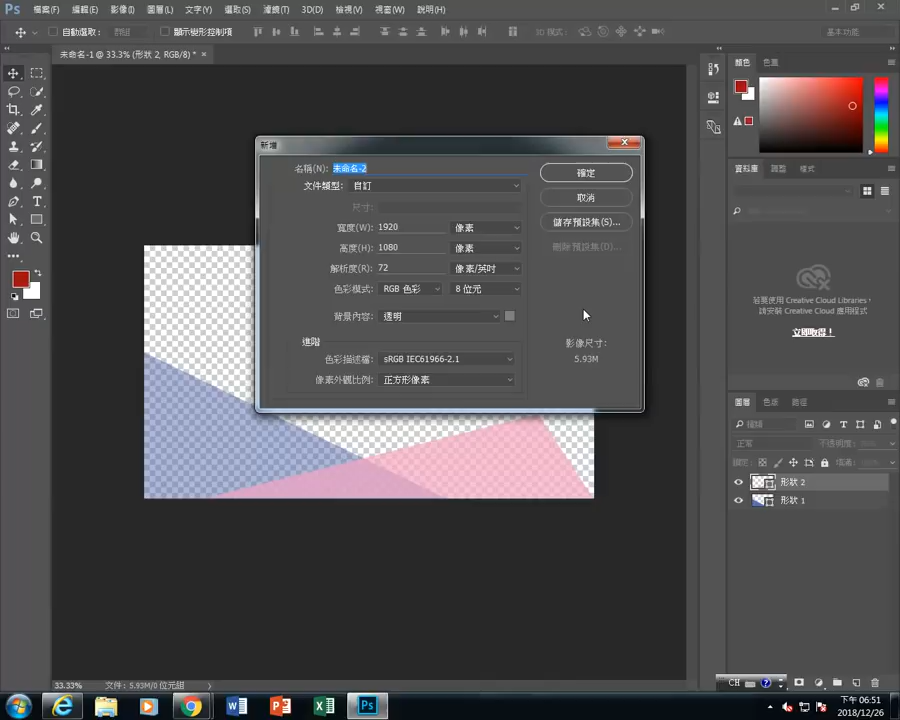 Ps 檔案(F) 編輯(E) 影像(I) 圖層(L) 文字(Y) 選取(S) 濾鏡(T) 3D(D) 檢視(V) 視窗(W) 說明(H)
自動選取： 群組 顯示變形控制項 3D 模式： 基本功能
未命名-1 @ 33.3% (形狀 2, RGB/8) * ×
顏色 色票
新增
名稱(N): 未命名-2 確定
文件類型: 自訂 取消
尺寸:
寬度(W): 1920 像素 儲存預設集(S)...
高度(H): 1080 像素 刪除預設集(D)...
解析度(R): 72 像素/英吋
色彩模式: RGB 色彩 8 位元
背景內容: 透明
影像尺寸:
5.93M
進階
色彩描述檔: sRGB IEC61966-2.1
像素外觀比例: 正方形像素
資料庫 調整 樣式
若要使用 Creative Cloud Libraries，
請安裝 Creative Cloud 應用程式
立即取得！
圖層 色版 路徑
種類
正常 不透明度:
鎖定: 填滿:
形狀 2
形狀 1
33.33% 文件: 5.93M/0 位元組
CH
下午 06:51
2018/12/26